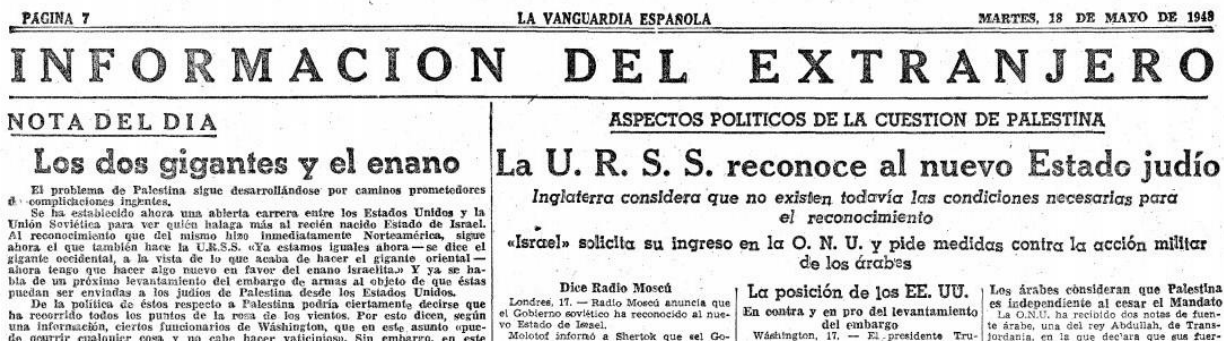 PÁGINA 7
LA VANGUARDIA ESPAÑOLA
MARTES, 18 DE MAYO DE 1948
INFORMACION DEL EXTRANJERO
NOTA DEL DIA
Los dos gigantes y el enano
El problema de Palestina sigue desarrollándose por caminos prometedores
de complicaciones ingentes.
Se ha establecido ahora una abierta carrera entre los Estados Unidos y la
Unión Soviética para ver quién halaga más al recién nacido Estado de Israel.
Al reconocimiento que del mismo hizo inmediatamente Norteamérica, sigue
ahora el que también hace la U.R.S.S. «Ya estamos iguales ahora — se dice el
gigante occidental, a la vista de lo que acaba de hacer el gigante oriental —
ahora tengo que hacer algo nuevo en favor del enano israelita.» Y ya se ha-
bla de un próximo levantamiento del embargo de armas al objeto de que éstas
puedan ser enviadas a los judíos de Palestina desde los Estados Unidos.
De la política de éstos respecto a Palestina podría ciertamente decirse que
ha recorrido todos los puntos de la rosa de los vientos. Por esto dicen, según
una información, ciertos funcionarios de Wáshington, que en este asunto «pue-
de ocurrir cualquier cosa y no cabe hacer vaticinios». Sin embargo, en este
ASPECTOS POLITICOS DE LA CUESTION DE PALESTINA
La U. R. S. S. reconoce al nuevo Estado judío
Inglaterra considera que no existen todavía las condiciones necesarias para
el reconocimiento
«Israel» solicita su ingreso en la O. N. U. y pide medidas contra la acción militar
de los árabes
Dice Radio Moscú
Londres, 17. — Radio Moscú anuncia que
el Gobierno soviético ha reconocido al nue-
vo Estado de Israel.
Molotof informó a Shertok que «el Go-
La posición de los EE. UU.
En contra y en pro del levantamiento
del embargo
Wáshington, 17. — El presidente Tru-
Los árabes consideran que Palestina
es independiente al cesar el Mandato
La O.N.U. ha recibido dos notas de fuen-
te árabe, una del rey Abdullah, de Trans-
jordania, en la que declara que sus fuer-